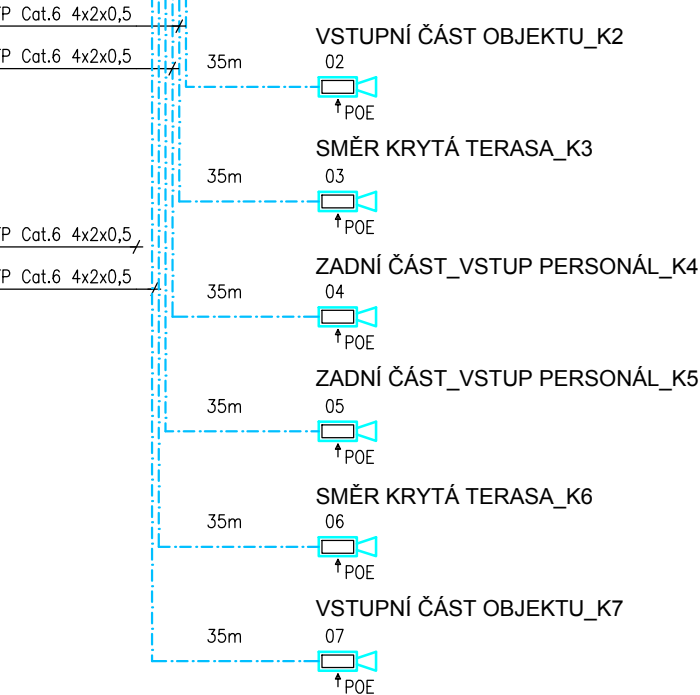 Cat.6 4x2x0,5
VSTUPNÍ ČÁST OBJEKTU_K2
Cat.6 4x2x0,5
35m
02
POE
SMĚR KRYTÁ TERASA_K3
35m
03
POE
Cat.6 4x2x0,5
ZADNÍ ČÁST_VSTUP PERSONÁL_K4
Cat.6 4x2x0,5
35m
04
POE
ZADNÍ ČÁST_VSTUP PERSONÁL_K5
35m
05
POE
SMĚR KRYTÁ TERASA_K6
35m
06
POE
VSTUPNÍ ČÁST OBJEKTU_K7
35m
07
POE